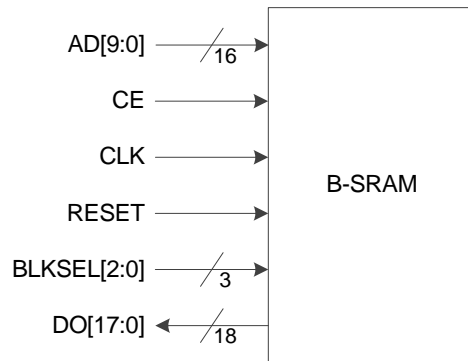 AD[9:0]
16
CE
CLK
B-SRAM
RESET
BLKSEL[2:0]
3
DO[17:0]
18